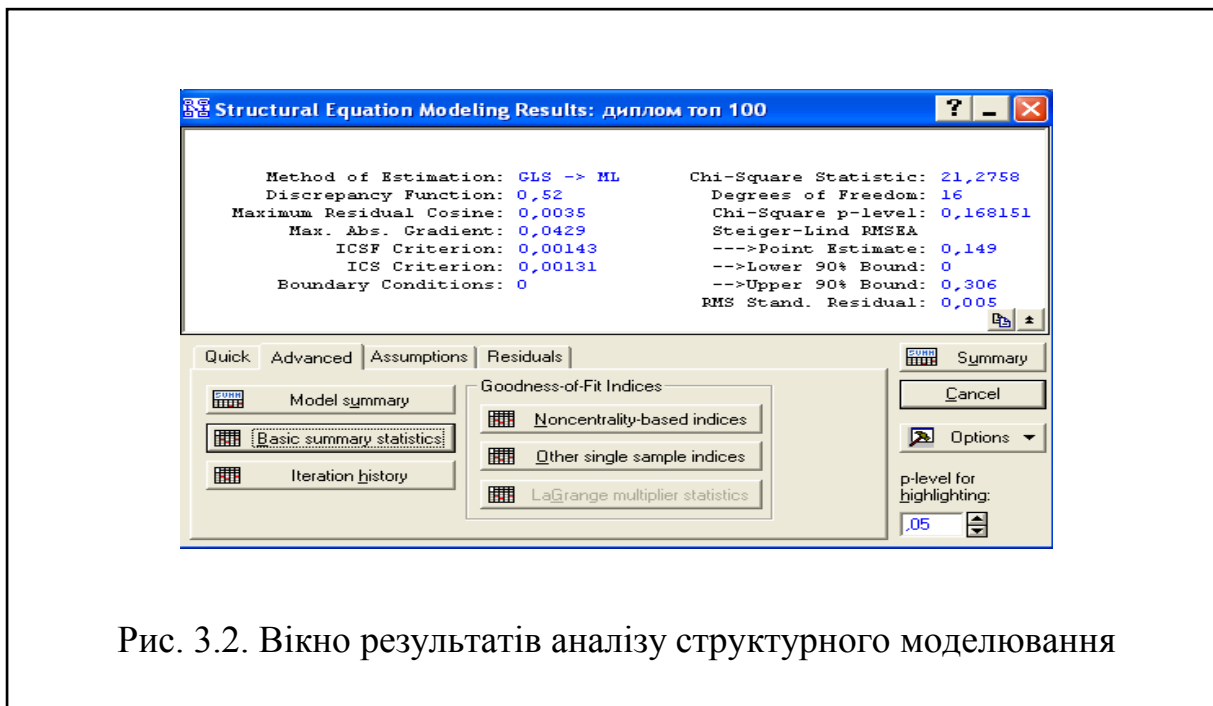 Structural Equation Modeling Results: диплом топ 100
Method of Estimation: GLS -> ML
Discrepancy Function: 0,52
Maximum Residual Cosine: 0,0035
Max. Abs. Gradient: 0,0429
ICSF Criterion: 0,00143
ICS Criterion: 0,00131
Boundary Conditions: 0
Chi-Square Statistic: 21,2758
Degrees of Freedom: 16
Chi-Square p-level: 0,168151
Steiger-Lind RMSEA
--->Point Estimate: 0,149
-->Lower 90% Bound: 0
-->Upper 90% Bound: 0,306
RMS Stand. Residual: 0,005
Quick Advanced Assumptions Residuals
Model summary
Basic summary statistics
Iteration history
Goodness-of-Fit Indices
Noncentrality-based indices
Other single sample indices
LaGrange multiplier statistics
Summary
Cancel
Options
p-level for
highlighting:
,05
Рис. 3.2. Вікно результатів аналізу структурного моделювання